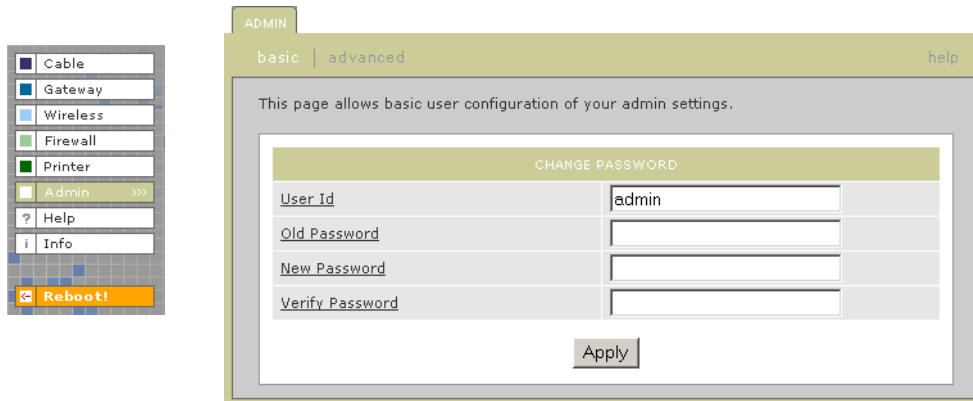 Cable
Gateway
Wireless
Firewall
Printer
Admin >>>
? Help
i Info
Reboot!
ADMIN
basic | advanced help
This page allows basic user configuration of your admin settings.
CHANGE PASSWORD
User Id admin
Old Password
New Password
Verify Password
Apply